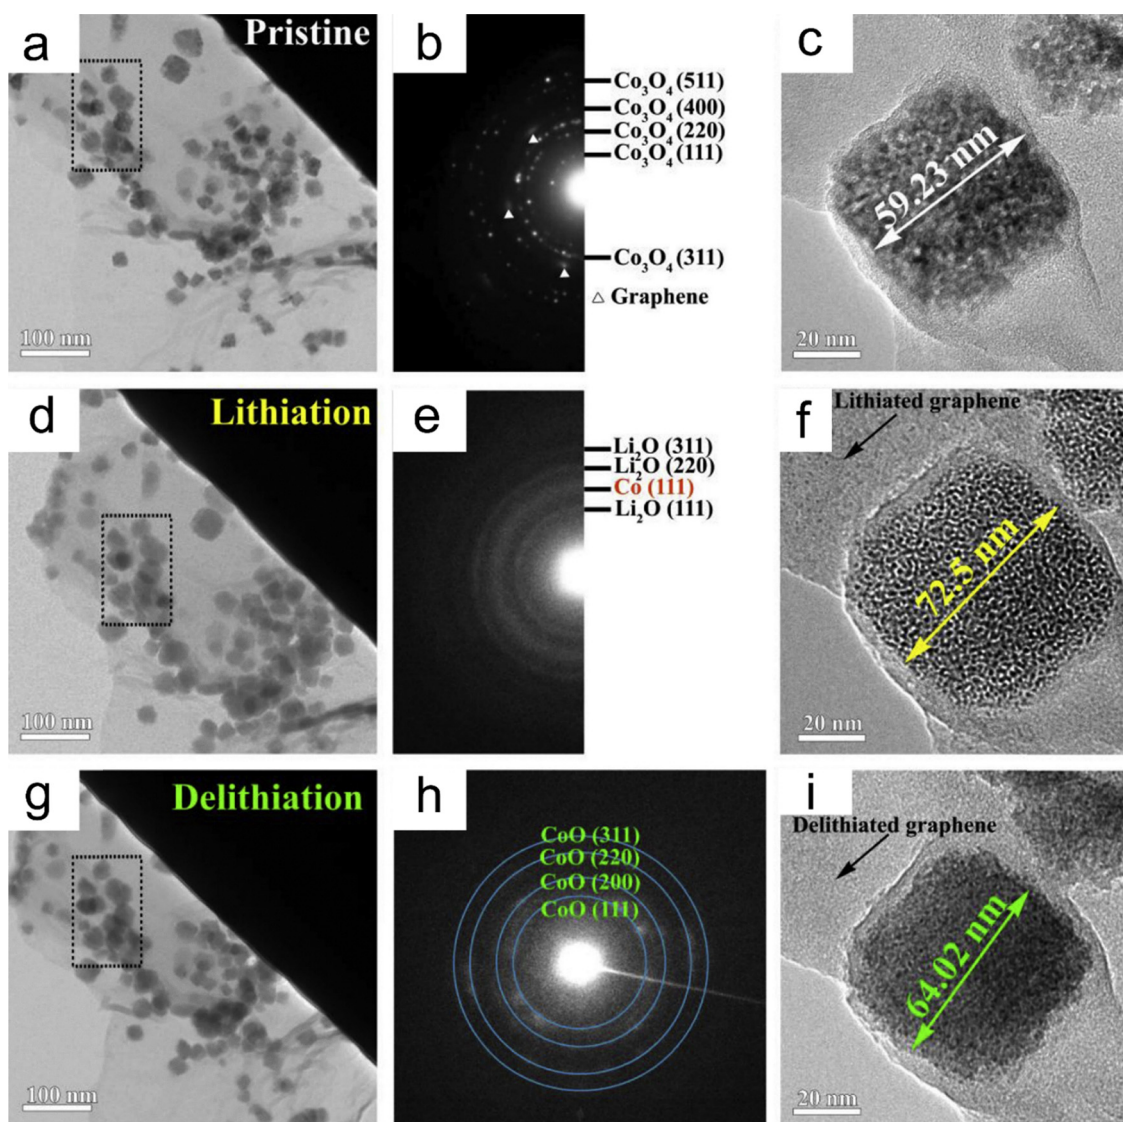 a
Pristine
100 nm
b
Co₃O₄ (511)
Co₃O₄ (400)
Co₃O₄ (220)
Co₃O₄ (111)
Co₃O₄ (311)
△ Graphene
c
59.23 nm
20 nm
d
Lithiation
100 nm
e
Li₂O (311)
Li₂O (220)
Co (111)
Li₂O (111)
f
Lithiated graphene
72.5 nm
20 nm
g
Delithiation
100 nm
h
CoO (311)
CoO (220)
CoO (200)
CoO (111)
i
Delithiated graphene
64.02 nm
20 nm